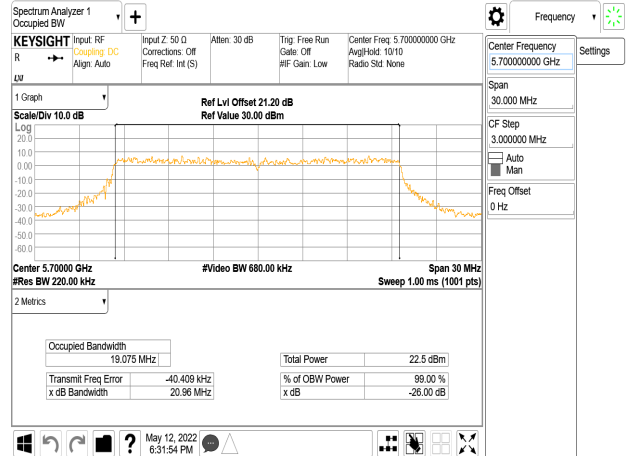 Spectrum Analyzer 1
Occupied BW
Frequency
KEYSIGHT
R
Input: RF
Coupling: DC
Align: Auto
Input Z: 50 Ω
Corrections: Off
Freq Ref: Int (S)
Atten: 30 dB
Trig: Free Run
Gate: Off
#IF Gain: Low
Center Freq: 5.700000000 GHz
Avg|Hold: 10/10
Radio Std: None
Center Frequency
5.700000000 GHz
Settings
Span
30.000 MHz
CF Step
3.000000 MHz
Auto
Man
Freq Offset
0 Hz
1 Graph
Scale/Div 10.0 dB
Ref Lvl Offset 21.20 dB
Ref Value 30.00 dBm
Log
20.0
10.0
0.00
-10.0
-20.0
-30.0
-40.0
-50.0
-60.0
Center 5.70000 GHz
#Video BW 680.00 kHz
Span 30 MHz
#Res BW 220.00 kHz
Sweep 1.00 ms (1001 pts)
2 Metrics
Occupied Bandwidth
19.075 MHz
Total Power 22.5 dBm
Transmit Freq Error -40.409 kHz
% of OBW Power 99.00 %
x dB Bandwidth 20.96 MHz
x dB -26.00 dB
May 12, 2022
6:31:54 PM